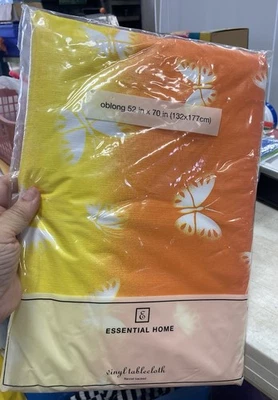 oblong 52 in x 70 in (132x177cm)
E
ESSENTIAL HOME
vinyl tablecloth